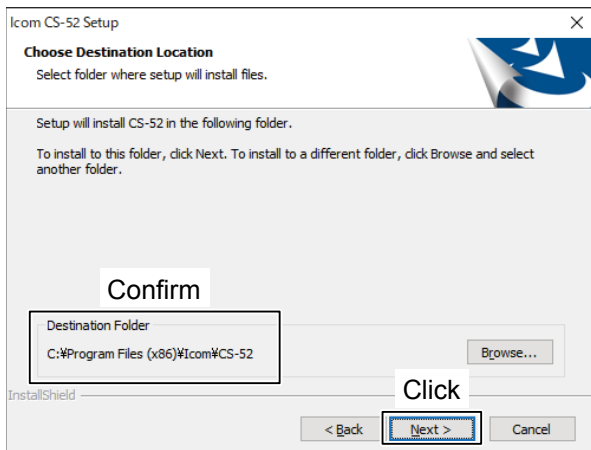 Icom CS-52 Setup
Choose Destination Location
Select folder where setup will install files.
Setup will install CS-52 in the following folder.
To install to this folder, click Next. To install to a different folder, click Browse and select
another folder.
Confirm
Destination Folder
C:¥Program Files (x86)¥Icom¥CS-52
Browse...
Click
InstallShield
< Back
Next >
Cancel